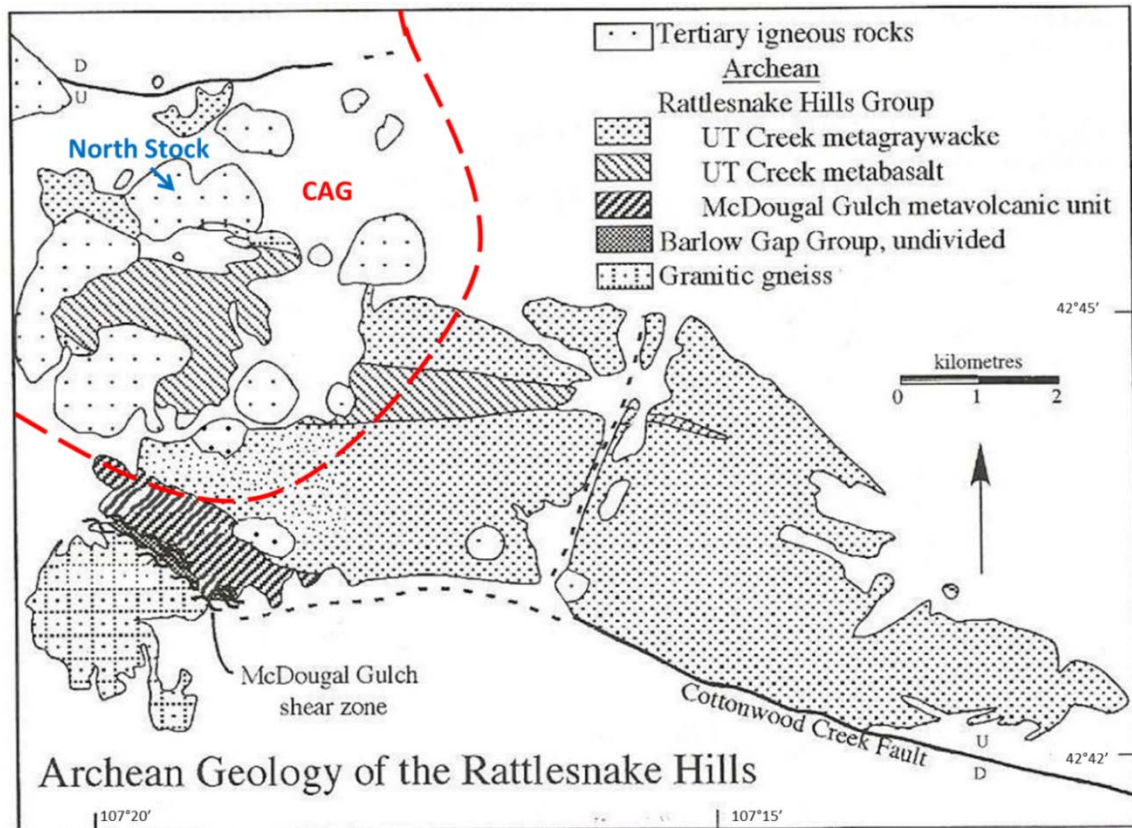 Tertiary igneous rocks
Archean
Rattlesnake Hills Group
UT Creek metagraywacke
UT Creek metabasalt
McDougal Gulch metavolcanic unit
Barlow Gap Group, undivided
Granitic gneiss
D
U
North Stock
CAG
42°45'
kilometres
0 1 2
McDougal Gulch
shear zone
Cottonwood Creek Fault
U
D
42°42'
Archean Geology of the Rattlesnake Hills
107°20'
107°15'